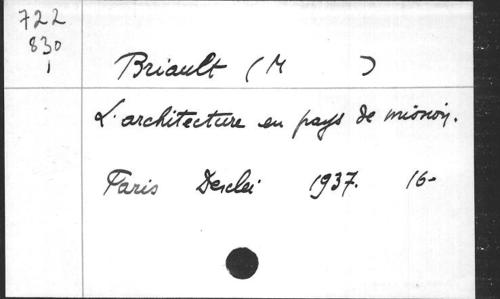 722
830
1
Briault (M )
L'architecture en pays de mission.
Paris Desclée 1937. 16-